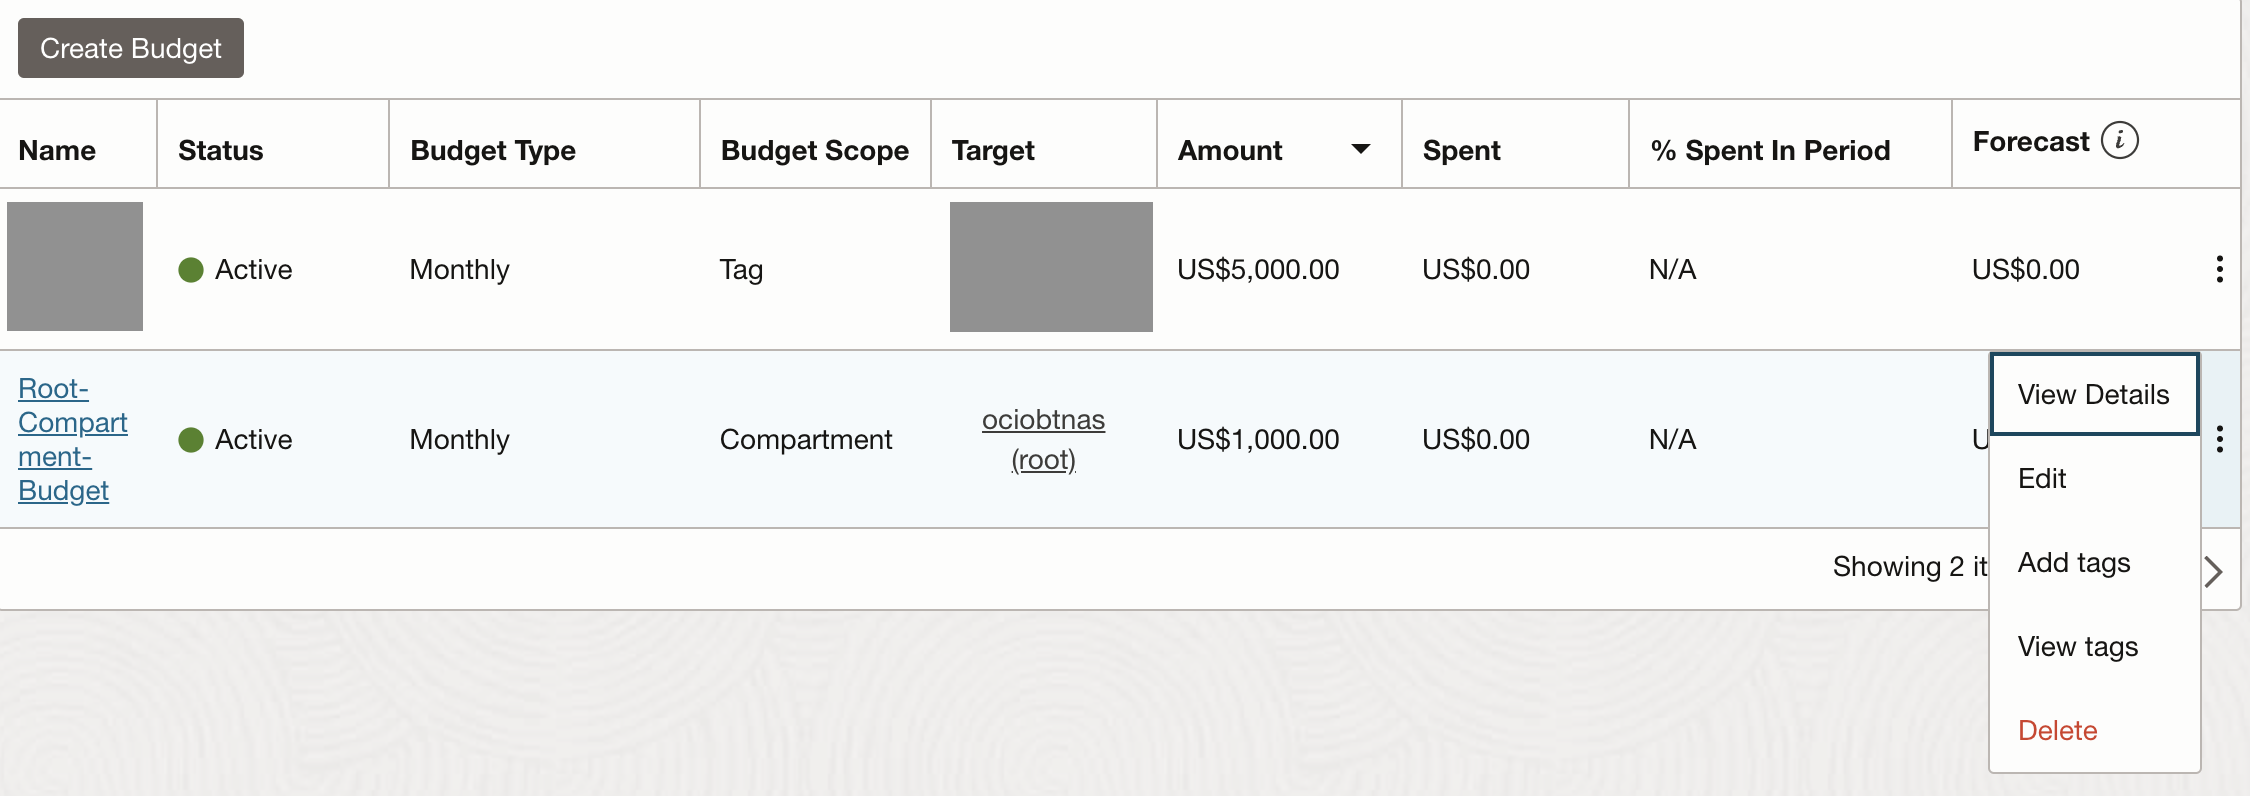 Create Budget
Name Status Budget Type Budget Scope Target Amount Spent % Spent In Period Forecast i
Active Monthly Tag US$5,000.00 US$0.00 N/A US$0.00
Root-
Compart
ment-
Budget
Active Monthly Compartment
ociobtnas
(root)
US$1,000.00 US$0.00 N/A U
View Details
Edit
Add tags
View tags
Delete
Showing 2 it